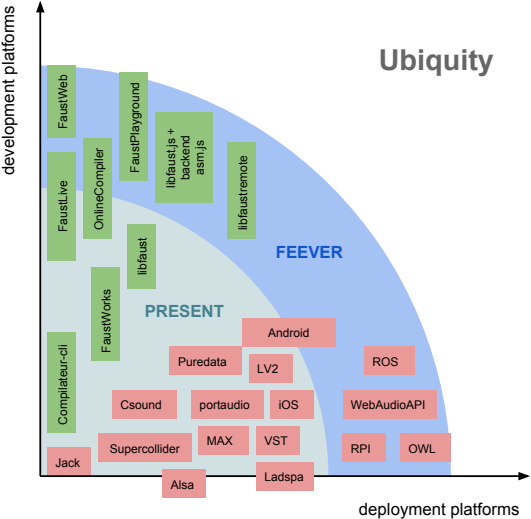 Ubiquity
development platforms
FaustWeb
FaustPlayground
libfaust.js +
backend
asm.js
OnlineCompiler
libfaustremote
FaustLive
libfaust
FEEVER
FaustWorks
PRESENT
Android
Compilateur-cli
Puredata
LV2
ROS
Csound
portaudio
iOS
WebAudioAPI
Supercollider
MAX
VST
RPI
OWL
Jack
Alsa
Ladspa
deployment platforms